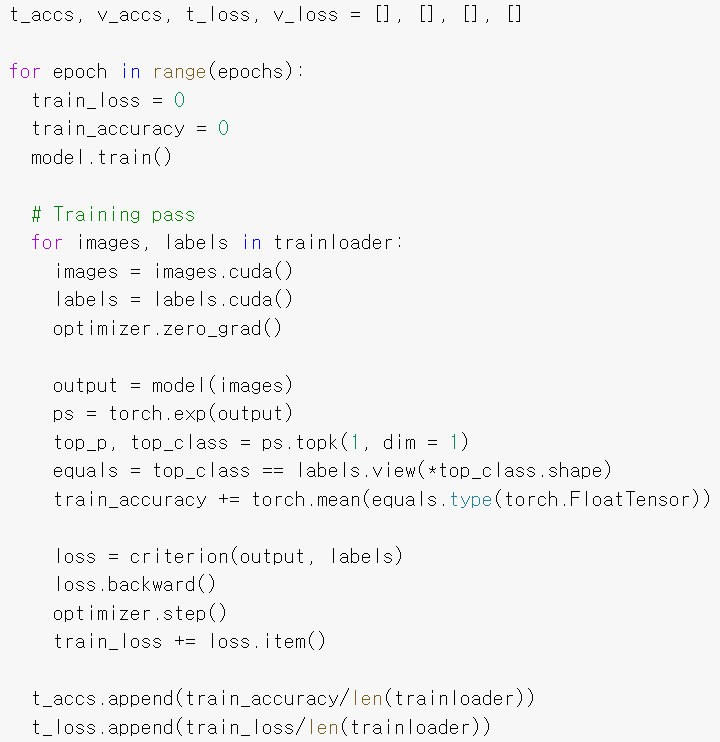 t_accs, v_accs, t_loss, v_loss = [], [], [], []
for epoch in range(epochs):
  train_loss = 0
  train_accuracy = 0
  model.train()
  # Training pass
  for images, labels in trainloader:
    images = images.cuda()
    labels = labels.cuda()
    optimizer.zero_grad()
    output = model(images)
    ps = torch.exp(output)
    top_p, top_class = ps.topk(1, dim = 1)
    equals = top_class == labels.view(*top_class.shape)
    train_accuracy += torch.mean(equals.type(torch.FloatTensor))
    loss = criterion(output, labels)
    loss.backward()
    optimizer.step()
    train_loss += loss.item()
  t_accs.append(train_accuracy/len(trainloader))
  t_loss.append(train_loss/len(trainloader))